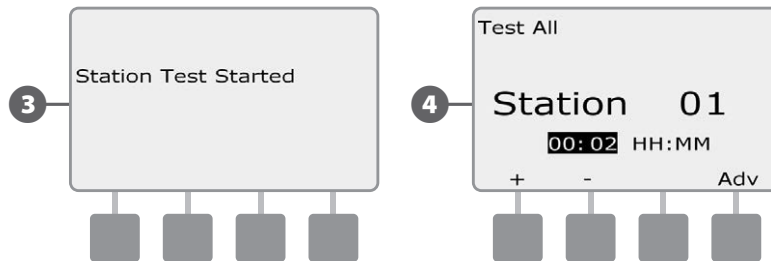 3
Station Test Started
4
Test All
Station 01
00:02 HH:MM
+ - Adv